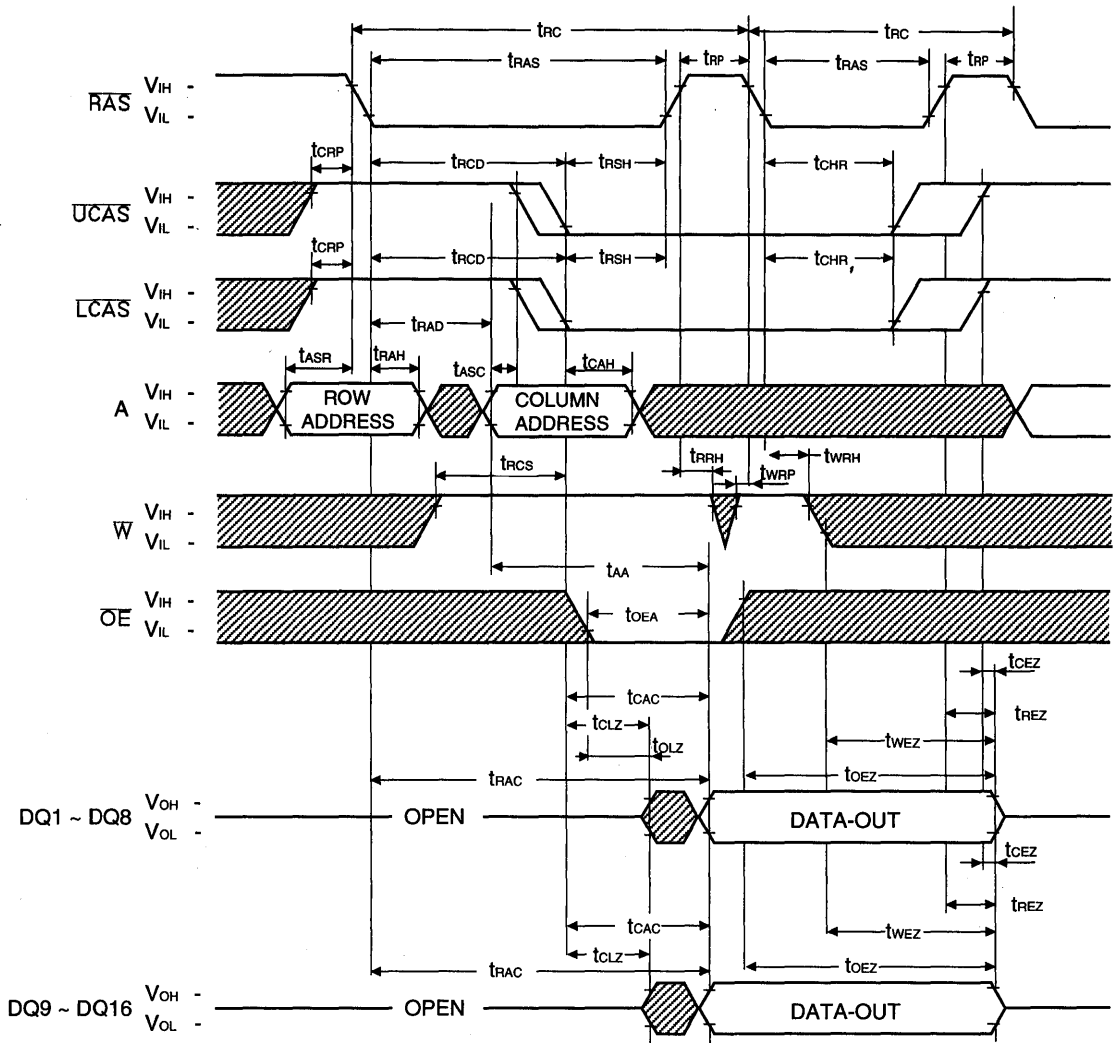 tRC tRC
tRAS tRP tRAS tRP
RAS VIH -
VIL -
tCRP tRCD tRSH tCHR
UCAS VIH -
VIL -
tCRP tRCD tRSH tCHR
LCAS VIH -
VIL -
tRAD
tASR tRAH tASC tCAH
A VIH -
VIL -
ROW ADDRESS
COLUMN ADDRESS
tRCS tRRH tWRP tWRH
W VIH -
VIL -
tAA
OE VIH -
VIL -
tOEA
tCEZ
tCAC
tREZ
tCLZ
tWEZ
tOLZ
tRAC tOEZ
DQ1 ~ DQ8 VOH -
VOL -
OPEN DATA-OUT
tCEZ
tREZ
tCAC tWEZ
tCLZ
tRAC tOEZ
DQ9 ~ DQ16 VOH -
VOL -
OPEN DATA-OUT